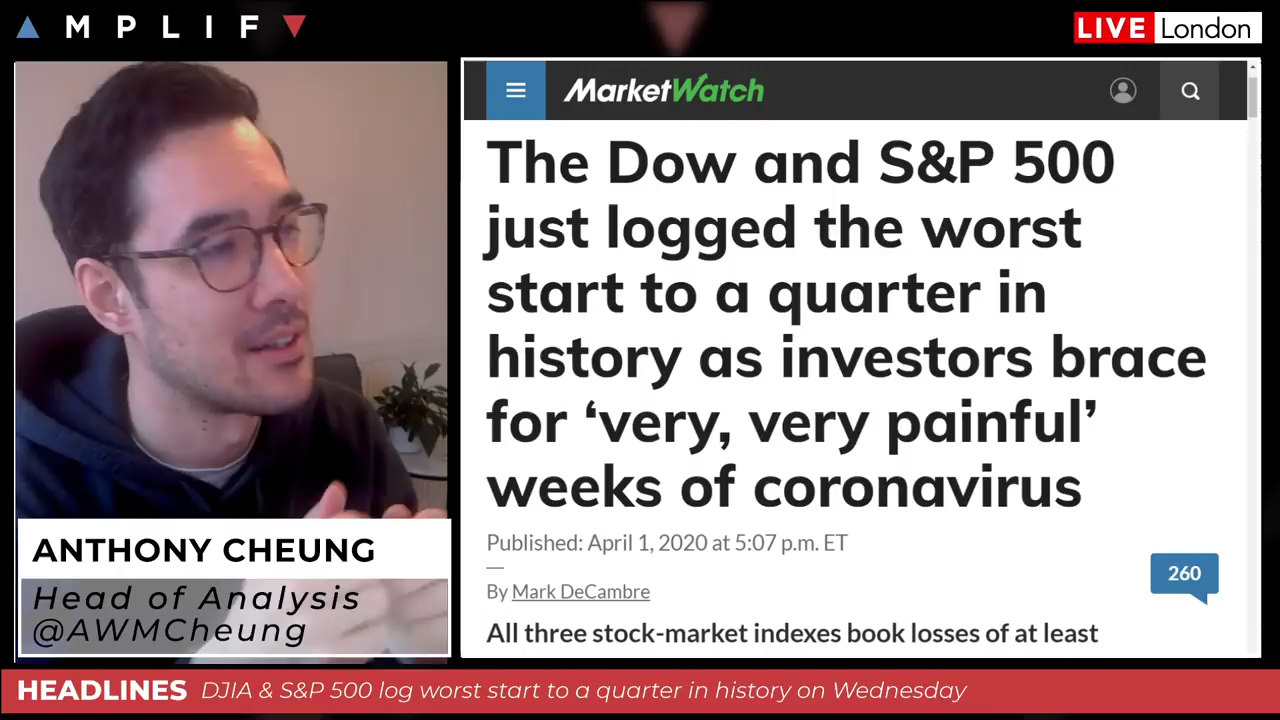 AMPLIFY
LIVE London
MarketWatch
The Dow and S&P 500
just logged the worst
start to a quarter in
history as investors brace
for ‘very, very painful’
weeks of coronavirus
Published: April 1, 2020 at 5:07 p.m. ET
By Mark DeCambre
260
All three stock-market indexes book losses of at least
ANTHONY CHEUNG
Head of Analysis
@AWMCheung
HEADLINES DJIA & S&P 500 log worst start to a quarter in history on Wednesday